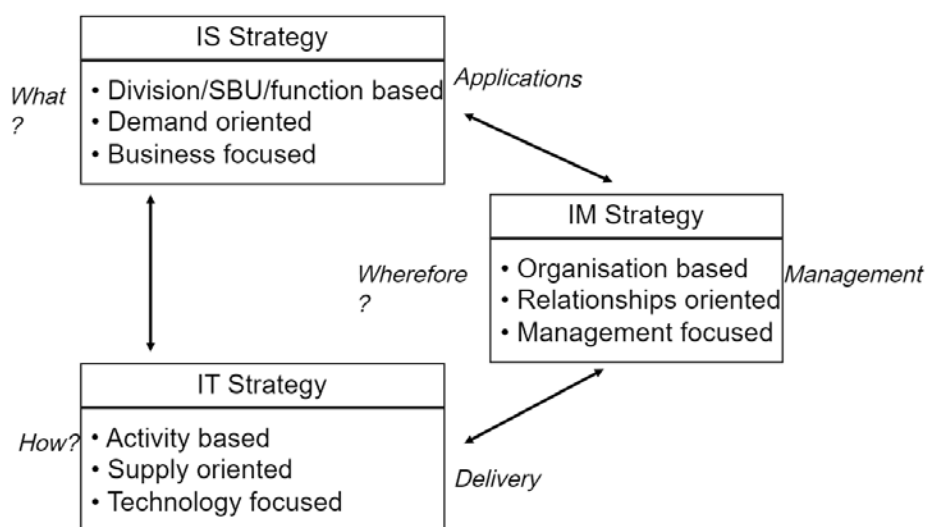 IS Strategy
What
?
• Division/SBU/function based
• Demand oriented
• Business focused
Applications
IM Strategy
Wherefore
?
• Organisation based
• Relationships oriented
• Management focused
Management
IT Strategy
How?
• Activity based
• Supply oriented
• Technology focused
Delivery